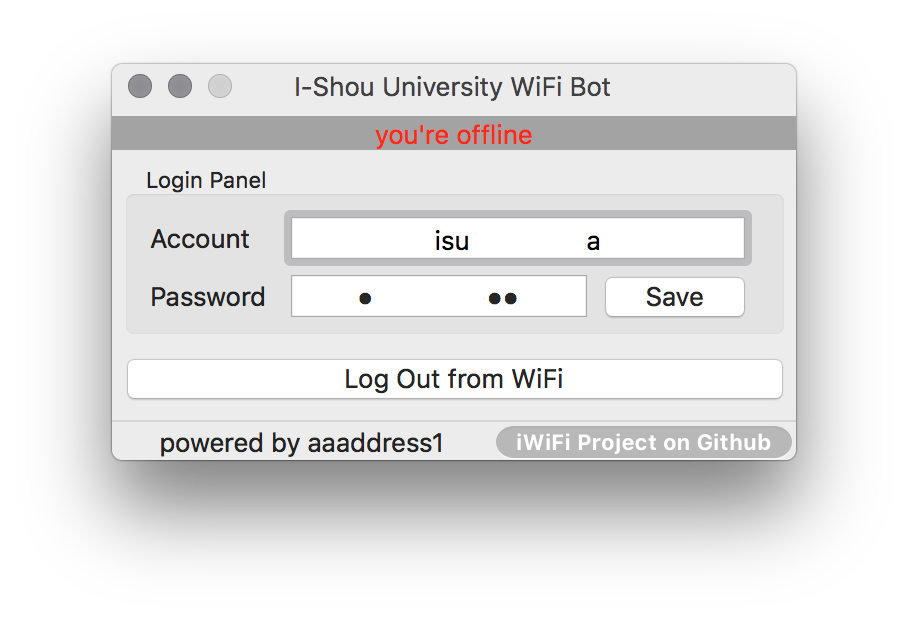 I-Shou University WiFi Bot
you're offline
Login Panel
Account isu a
Password ● ●●  Save
Log Out from WiFi
powered by aaaddress1 iWiFi Project on Github